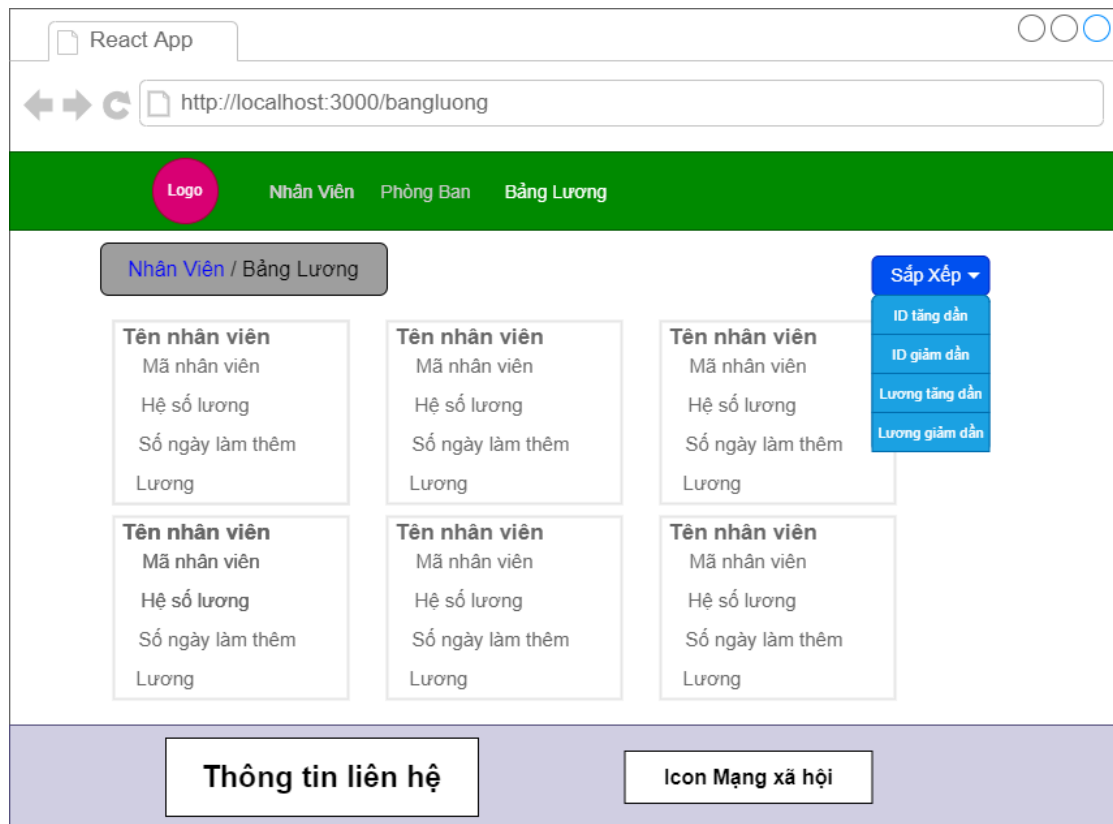 React App
http://localhost:3000/bangluong
Logo
Nhân Viên
Phòng Ban
Bảng Lương
Nhân Viên / Bảng Lương
Sắp Xếp
ID tăng dần
ID giảm dần
Lương tăng dần
Lương giảm dần
Tên nhân viên
Mã nhân viên
Hệ số lương
Số ngày làm thêm
Lương
Tên nhân viên
Mã nhân viên
Hệ số lương
Số ngày làm thêm
Lương
Tên nhân viên
Mã nhân viên
Hệ số lương
Số ngày làm thêm
Lương
Tên nhân viên
Mã nhân viên
Hệ số lương
Số ngày làm thêm
Lương
Tên nhân viên
Mã nhân viên
Hệ số lương
Số ngày làm thêm
Lương
Tên nhân viên
Mã nhân viên
Hệ số lương
Số ngày làm thêm
Lương
Thông tin liên hệ
Icon Mạng xã hội